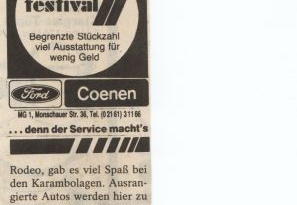 festival
Begrenzte Stückzahl
viel Ausstattung für
wenig Geld
Ford Coenen
MG 1, Monschauer Str. 36, Tel. (0 21 61) 3 11 66
... denn der Service macht's
Rodeo, gab es viel Spaß bei
den Karambolagen. Ausran-
gierte Autos werden hier zu